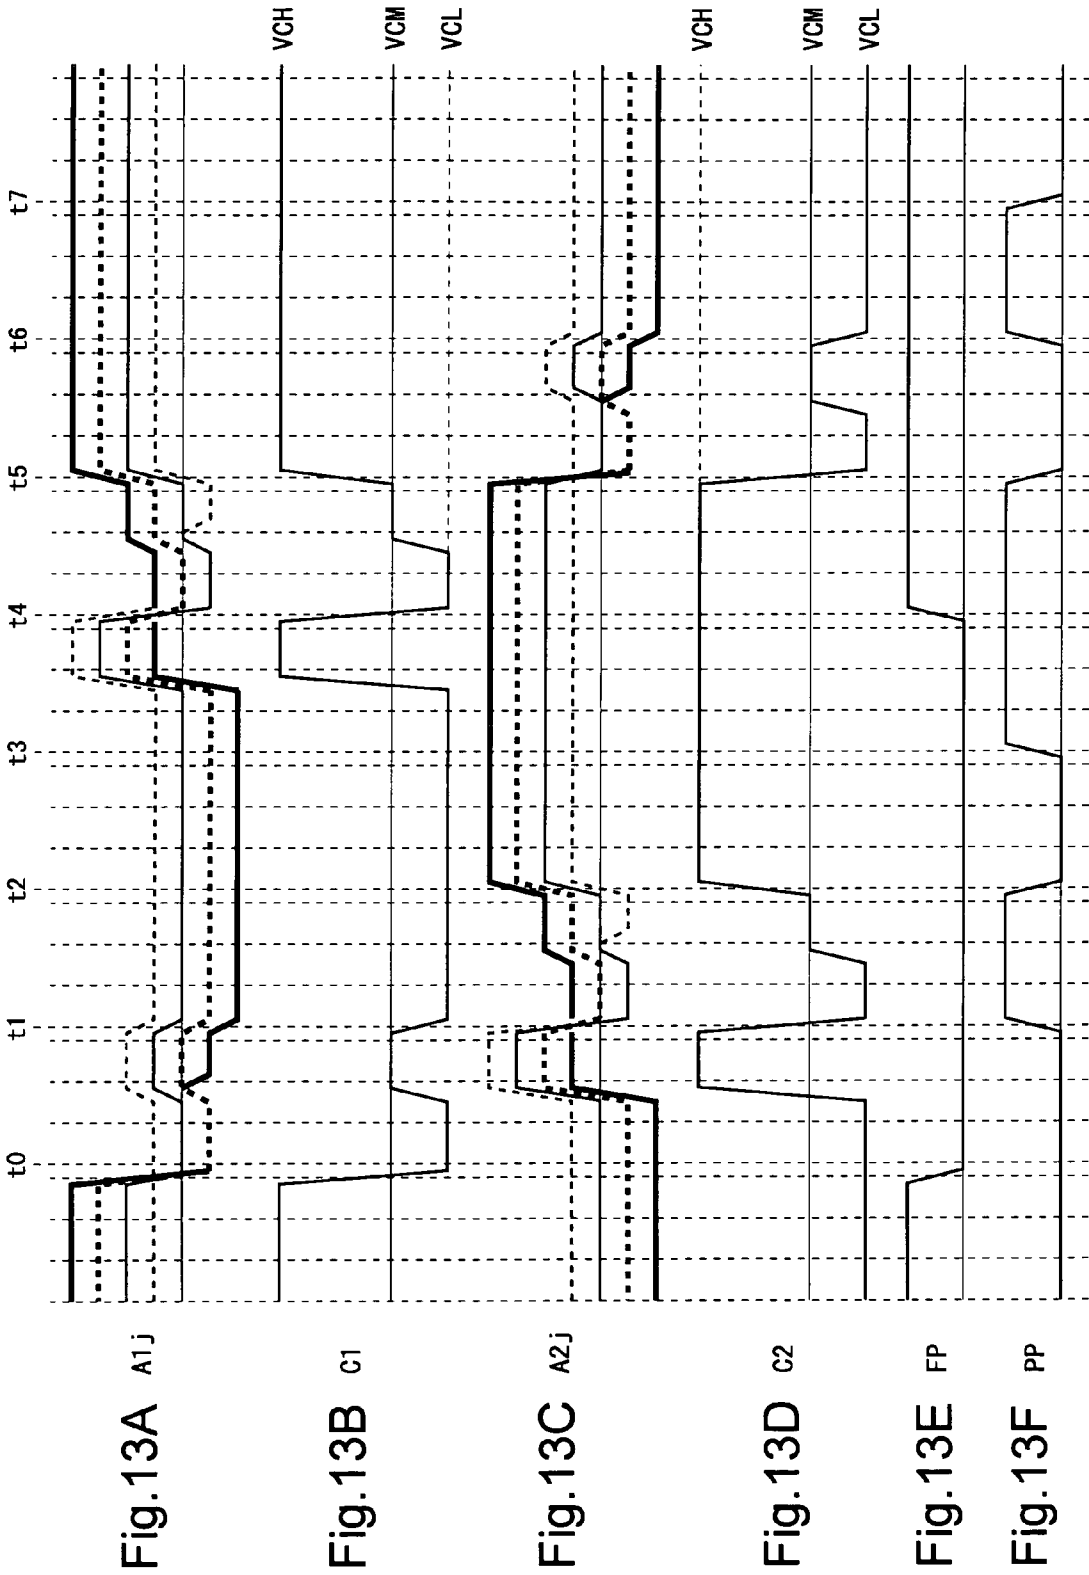 t0 t1 t2 t3 t4 t5 t6 t7
Fig.13A A1j
Fig.13B C1
VCH
VCM
VCL
Fig.13C A2j
Fig.13D C2
VCH
VCM
VCL
Fig.13E FP
Fig.13F PP